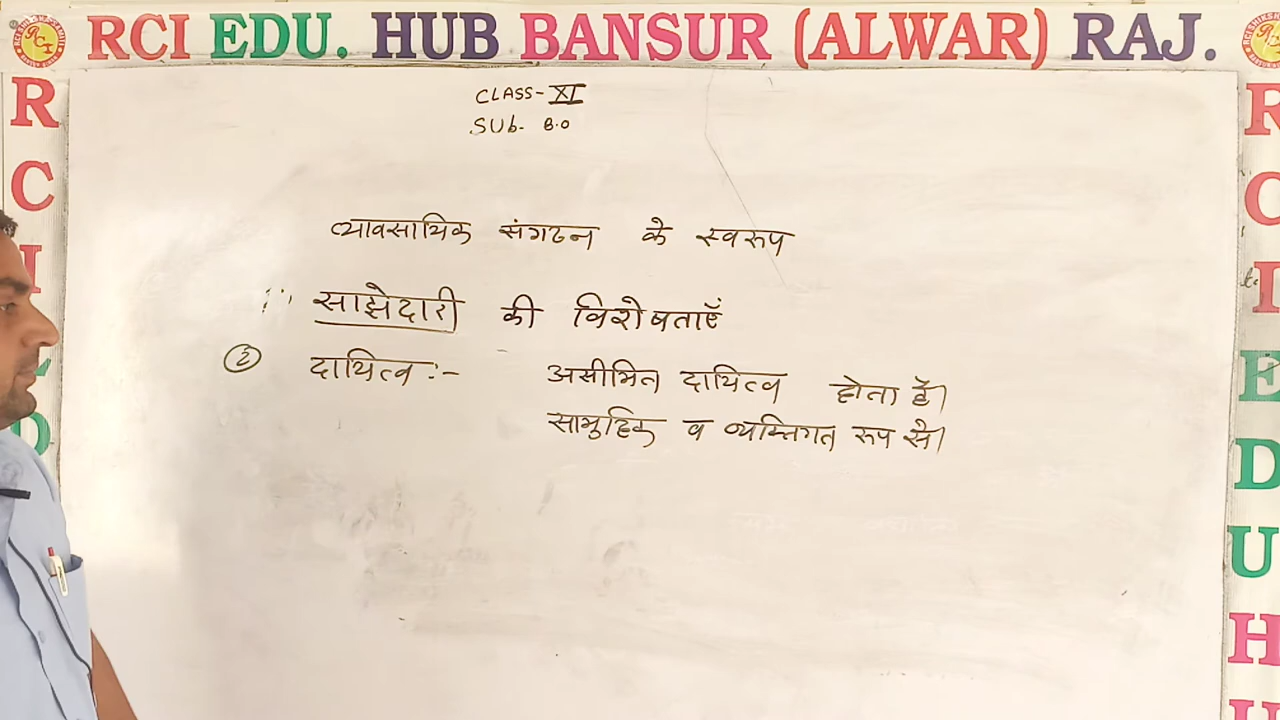 RCI EDU. HUB BANSUR (ALWAR) RAJ.
CLASS-XI
SUb. B.O
व्यावसायिक संगठन के स्वरूप
साझेदारी की विशेषताएँ
② दायित्व :- असीमित दायित्व होता है।
सामुहिक व व्यक्तिगत रूप से।
R
C
I
R
C
I
E
D
U
H
U